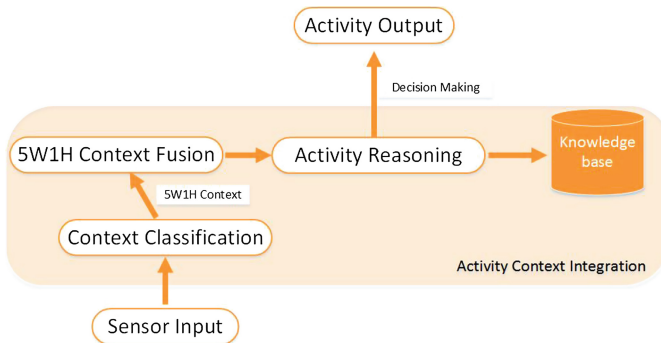 Activity Output
Decision Making
5W1H Context Fusion
Activity Reasoning
Knowledge
base
5W1H Context
Context Classification
Activity Context Integration
Sensor Input